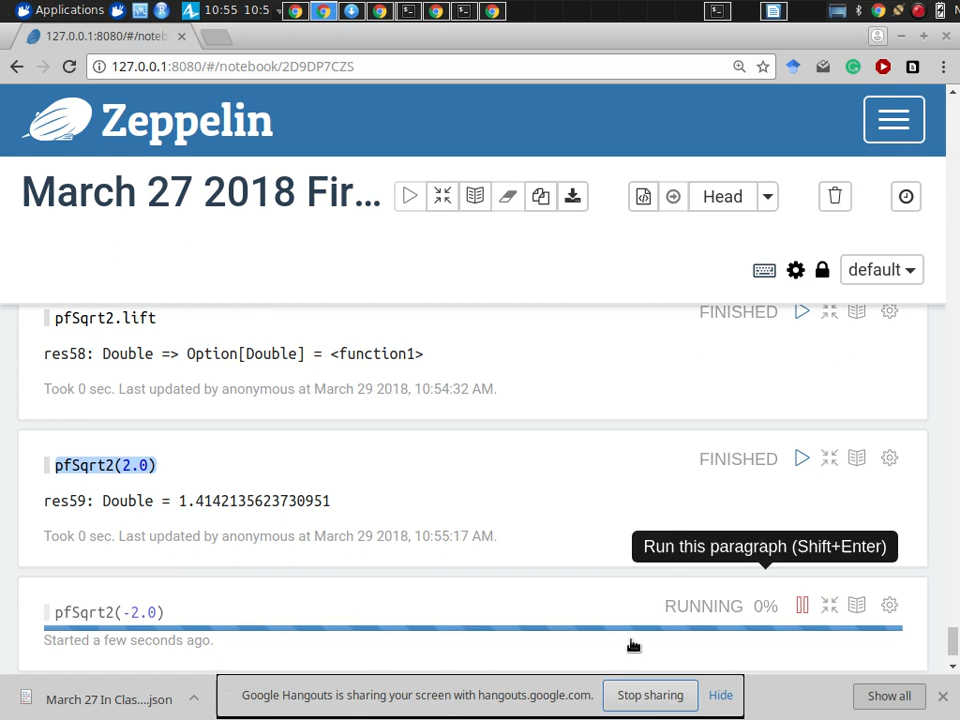 Applications 10:55 10:5
127.0.0.1:8080/#/noteb
127.0.0.1:8080/#/notebook/2D9DP7CZS
Zeppelin
March 27 2018 Fir... Head
default
pfSqrt2.lift FINISHED
res58: Double => Option[Double] = <function1>
Took 0 sec. Last updated by anonymous at March 29 2018, 10:54:32 AM.
pfSqrt2(2.0) FINISHED
res59: Double = 1.4142135623730951
Took 0 sec. Last updated by anonymous at March 29 2018, 10:55:17 AM.
Run this paragraph (Shift+Enter)
pfSqrt2(-2.0) RUNNING 0%
Started a few seconds ago.
March 27 In Clas....json Google Hangouts is sharing your screen with hangouts.google.com. Stop sharing Hide Show all